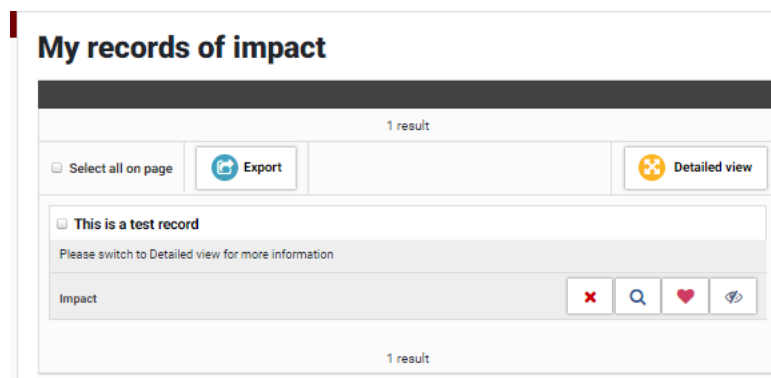 My records of impact
1 result
Select all on page
Export
Detailed view
This is a test record
Please switch to Detailed view for more information
Impact
1 result